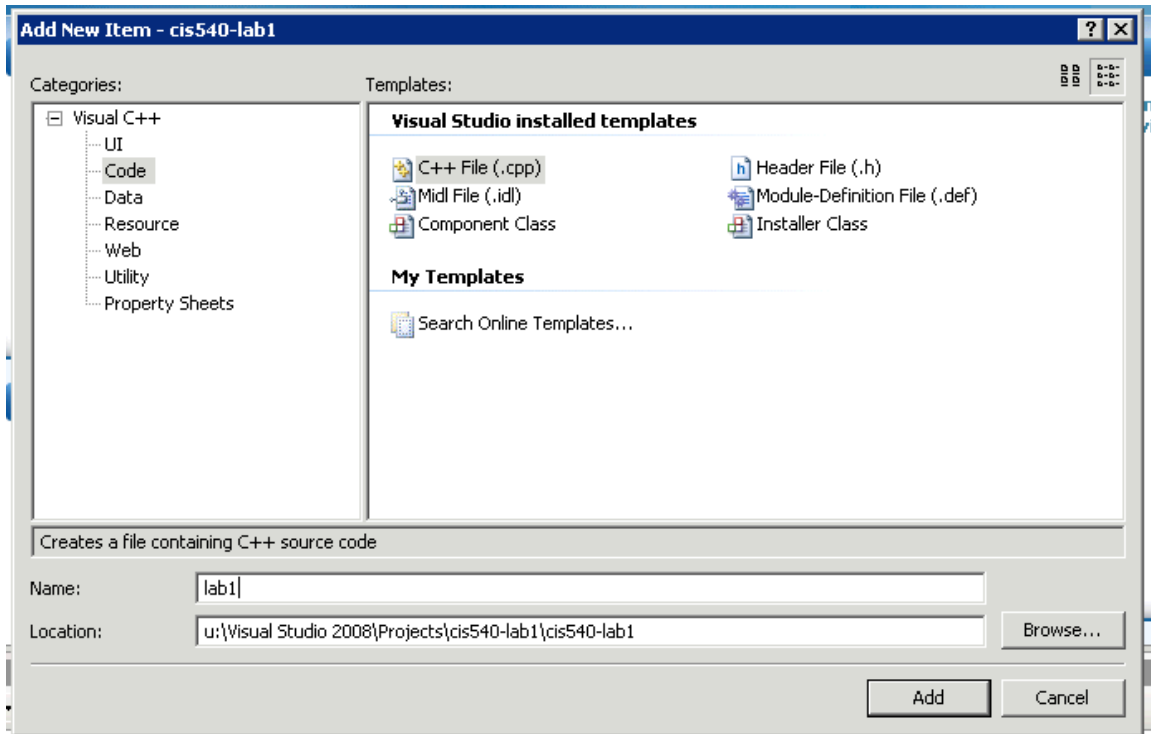 Add New Item - cis540-lab1
Categories:
Templates:
Visual C++
UI
Code
Data
Resource
Web
Utility
Property Sheets
Visual Studio installed templates
C++ File (.cpp)
Header File (.h)
Midl File (.idl)
Module-Definition File (.def)
Component Class
Installer Class
My Templates
Search Online Templates...
Creates a file containing C++ source code
Name:
lab1
Location:
u:\Visual Studio 2008\Projects\cis540-lab1\cis540-lab1
Browse...
Add
Cancel